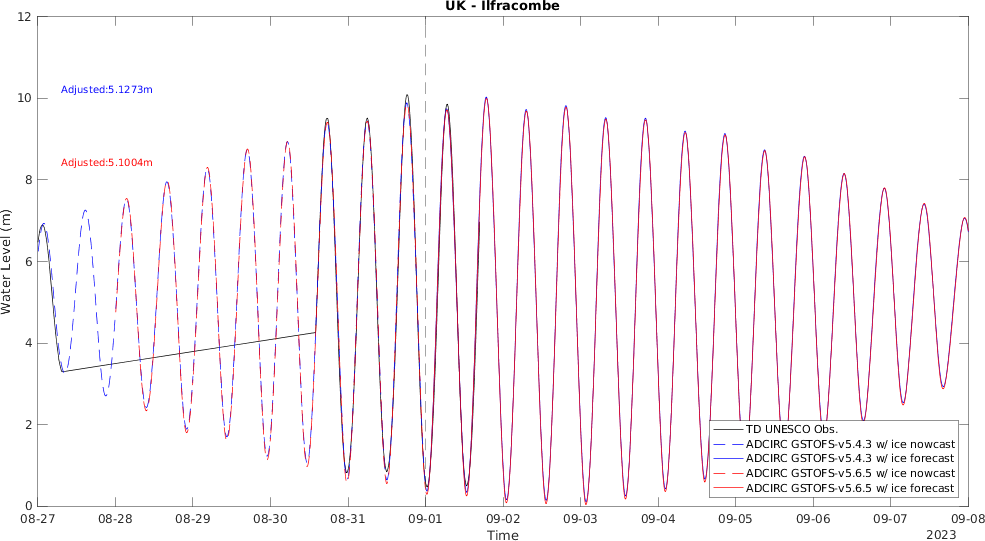 UK - Ilfracombe
Water Level (m)
12
10
8
6
4
2
0
Adjusted:5.1273m
Adjusted:5.1004m
TD UNESCO Obs.
ADCIRC GSTOFS-v5.4.3 w/ ice nowcast
ADCIRC GSTOFS-v5.4.3 w/ ice forecast
ADCIRC GSTOFS-v5.6.5 w/ ice nowcast
ADCIRC GSTOFS-v5.6.5 w/ ice forecast
08-27 08-28 08-29 08-30 08-31 09-01 09-02 09-03 09-04 09-05 09-06 09-07 09-08
Time
2023